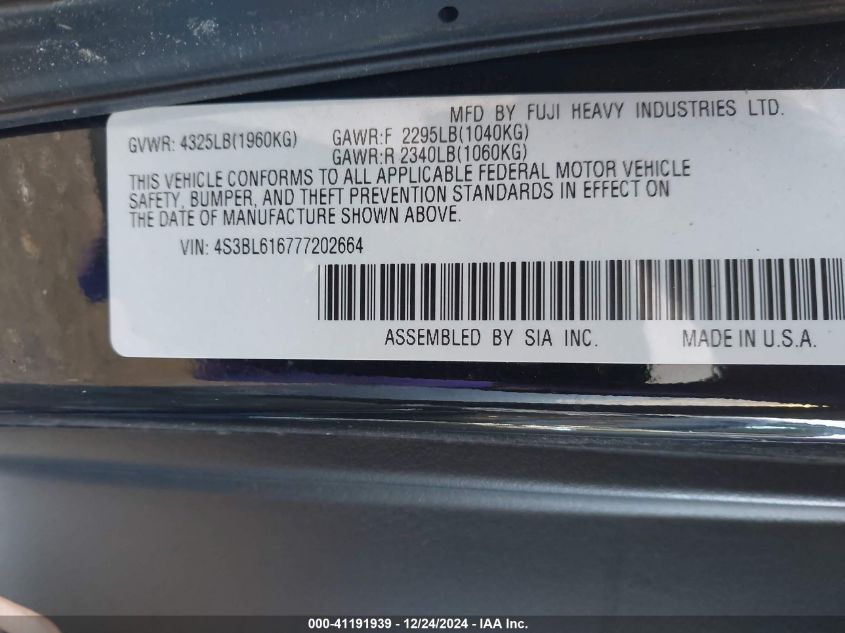 MFD BY FUJI HEAVY INDUSTRIES LTD.
GVWR: 4325LB(1960KG) GAWR:F 2295LB(1040KG)
GAWR:R 2340LB(1060KG)
THIS VEHICLE CONFORMS TO ALL APPLICABLE FEDERAL MOTOR VEHICLE
SAFETY, BUMPER, AND THEFT PREVENTION STANDARDS IN EFFECT ON
THE DATE OF MANUFACTURE SHOWN ABOVE.
VIN: 4S3BL616777202664
ASSEMBLED BY SIA INC. MADE IN U.S.A.
000-41191939 - 12/24/2024 - IAA Inc.